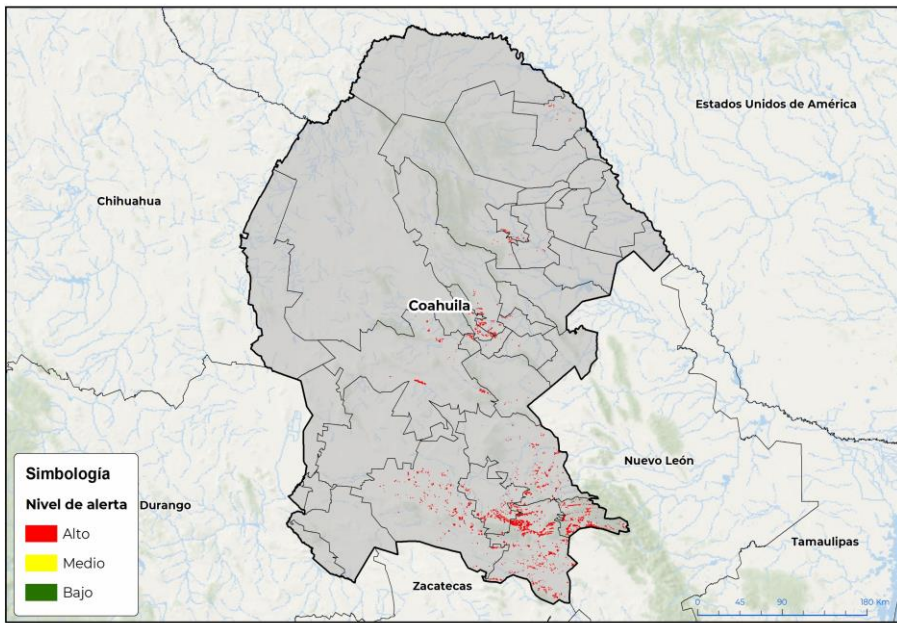 Estados Unidos de América
Chihuahua
Coahuila
Nuevo León
Durango
Tamaulipas
Zacatecas
Simbología
Nivel de alerta
Alto
Medio
Bajo
0 45 90 180 Km